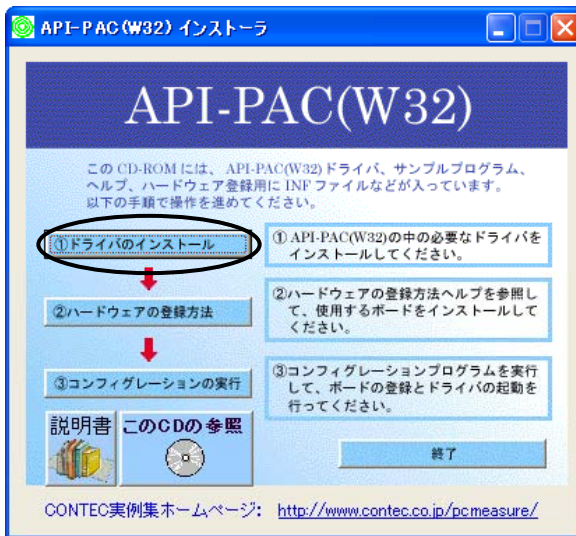 API-PAC(W32) インストーラ
API-PAC(W32)
この CD-ROM には、 API-PAC(W32)ドライバ、サンプルプログラム、
ヘルプ、ハードウェア登録用に INF ファイルなどが入っています。
以下の手順で操作を進めてください。
①ドライバのインストール
① API-PAC(W32)の中の必要なドライバを
インストールしてください。
②ハードウェアの登録方法
②ハードウェアの登録方法ヘルプを参照し
て、使用するボードをインストールして
ください。
③コンフィグレーションの実行
③コンフィグレーションプログラムを実行
して、ボードの登録とドライバの起動を
行ってください。
説明書
このCDの参照
終了
CONTEC実例集ホームページ: http://www.contec.co.jp/pcmeasure/